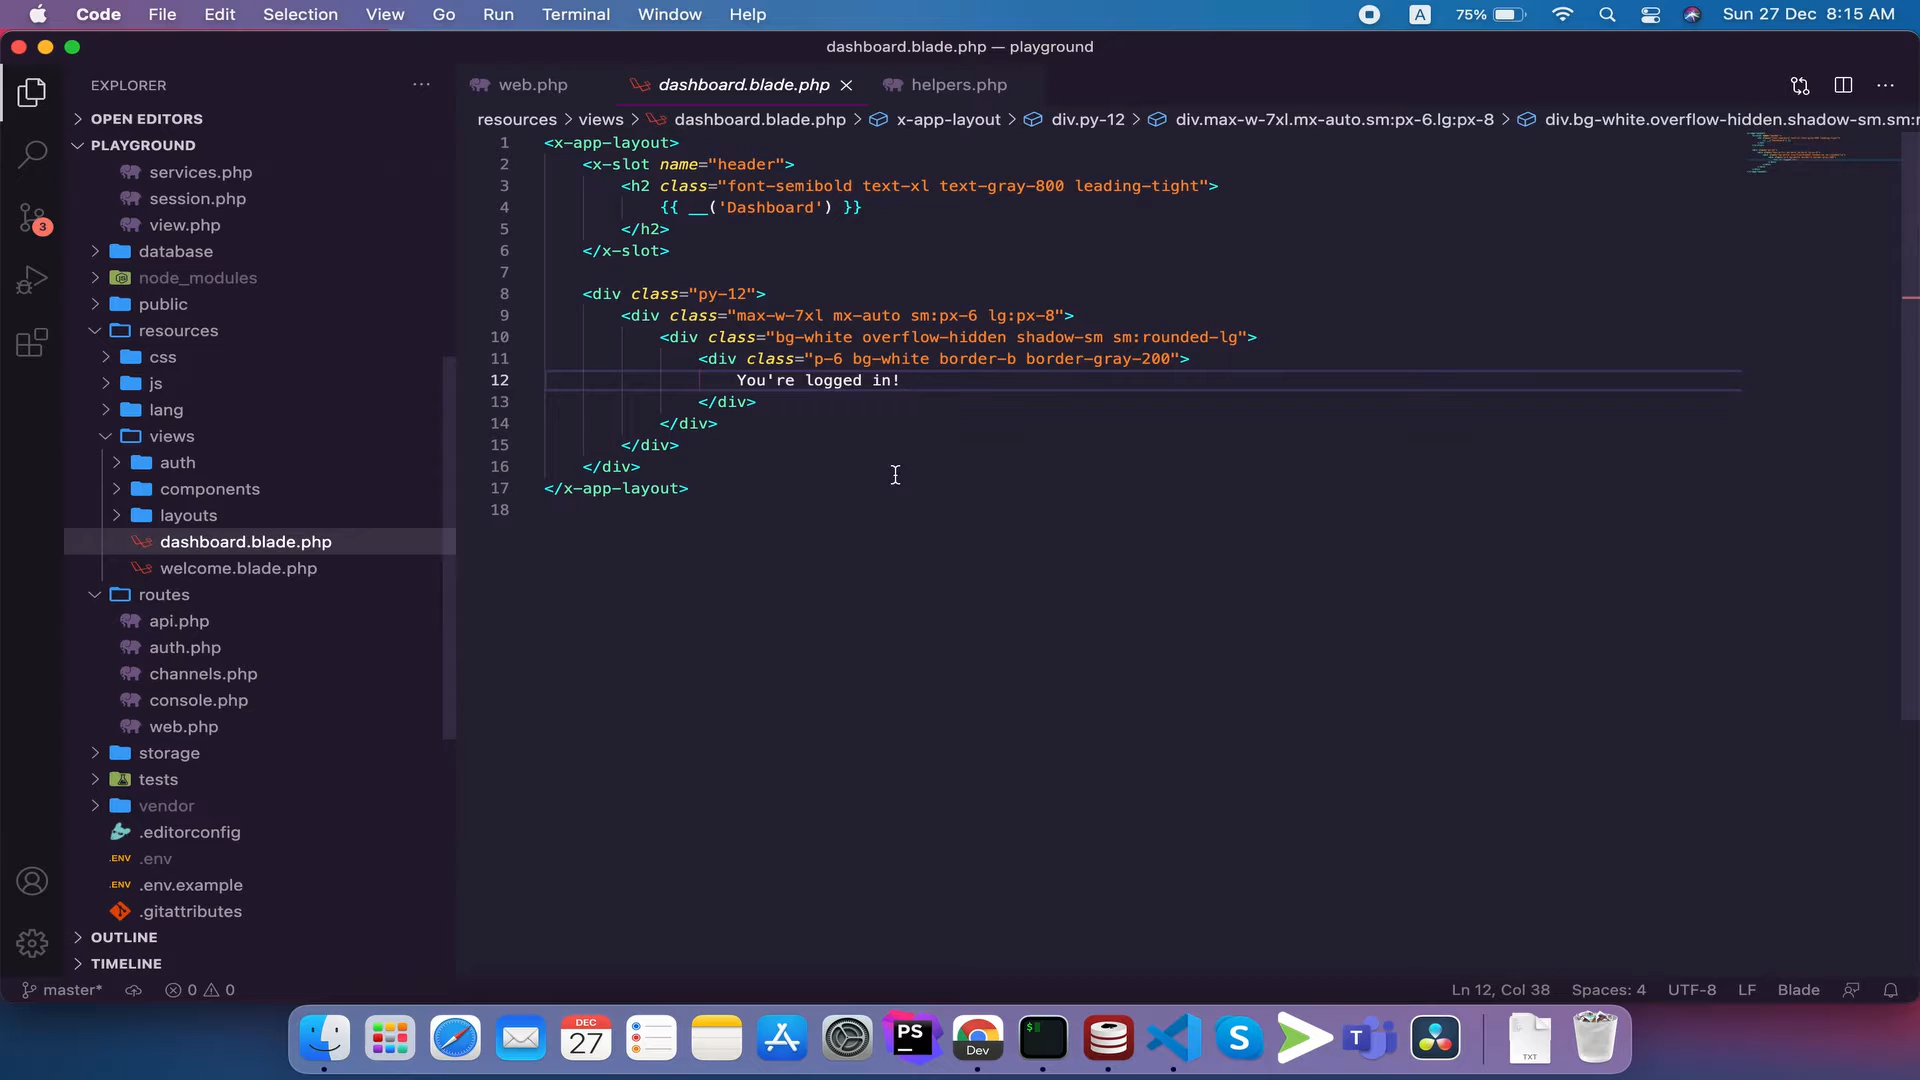 Code File Edit Selection View Go Run Terminal Window Help A 75% Sun 27 Dec 8:15 AM
dashboard.blade.php — playground
EXPLORER
OPEN EDITORS
PLAYGROUND
services.php
session.php
view.php
database
node_modules
public
resources
css
js
lang
views
auth
components
layouts
dashboard.blade.php
welcome.blade.php
routes
api.php
auth.php
channels.php
console.php
web.php
storage
tests
vendor
.editorconfig
.ENV .env
.ENV .env.example
.gitattributes
OUTLINE
TIMELINE
3
web.php dashboard.blade.php helpers.php
resources > views > dashboard.blade.php > x-app-layout > div.py-12 > div.max-w-7xl.mx-auto.sm:px-6.lg:px-8 > div.bg-white.overflow-hidden.shadow-sm.sm:r
1 <x-app-layout>
2 <x-slot name="header">
3 <h2 class="font-semibold text-xl text-gray-800 leading-tight">
4 {{ __('Dashboard') }}
5 </h2>
6 </x-slot>
7
8 <div class="py-12">
9 <div class="max-w-7xl mx-auto sm:px-6 lg:px-8">
10 <div class="bg-white overflow-hidden shadow-sm sm:rounded-lg">
11 <div class="p-6 bg-white border-b border-gray-200">
12 You're logged in!
13 </div>
14 </div>
15 </div>
16 </div>
17 </x-app-layout>
18
master* 0 0 Ln 12, Col 38 Spaces: 4 UTF-8 LF Blade
DEC
27
PS
Dev
$
S
T
TXT